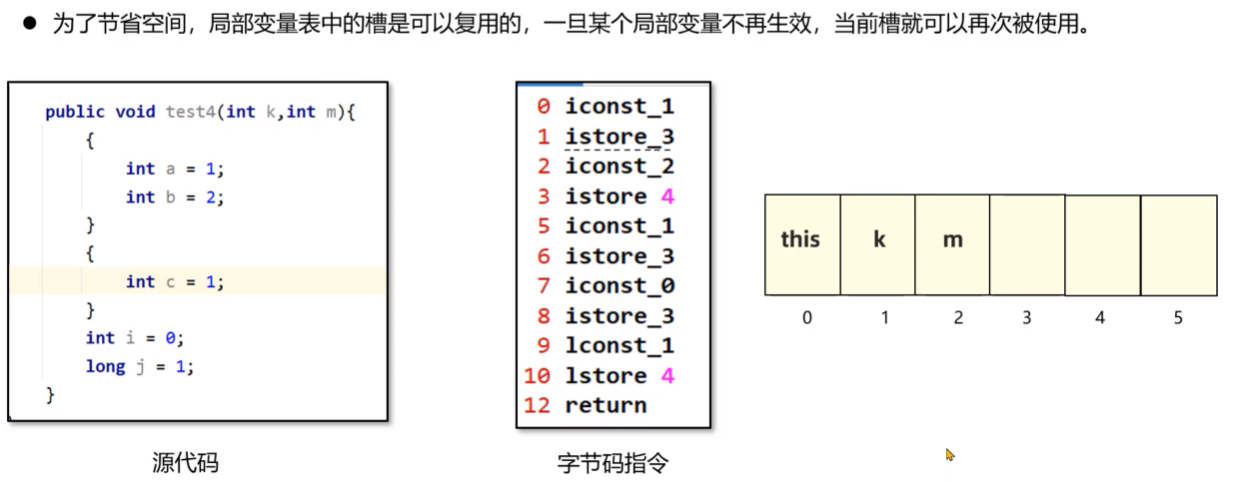 ● 为了节省空间，局部变量表中的槽是可以复用的，一旦某个局部变量不再生效，当前槽就可以再次被使用。
public void test4(int k,int m){
{
int a = 1;
int b = 2;
}
{
int c = 1;
}
int i = 0;
long j = 1;
}
源代码
0 iconst_1
1 istore_3
2 iconst_2
3 istore 4
5 iconst_1
6 istore_3
7 iconst_0
8 istore_3
9 lconst_1
10 lstore 4
12 return
字节码指令
this k m
0 1 2 3 4 5